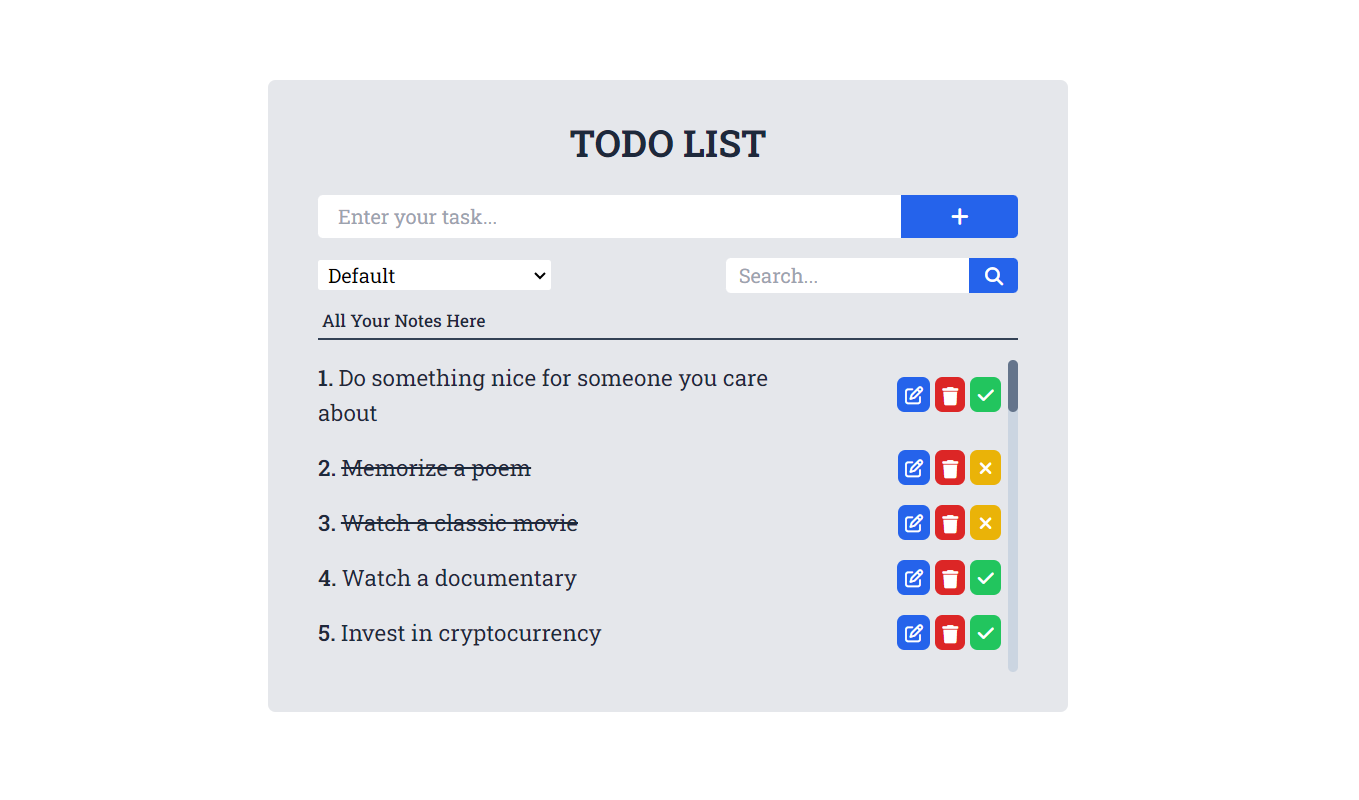 TODO LIST
Enter your task...
Default
Search...
All Your Notes Here
1. Do something nice for someone you care
about
2. Memorize a poem
3. Watch a classic movie
4. Watch a documentary
5. Invest in cryptocurrency